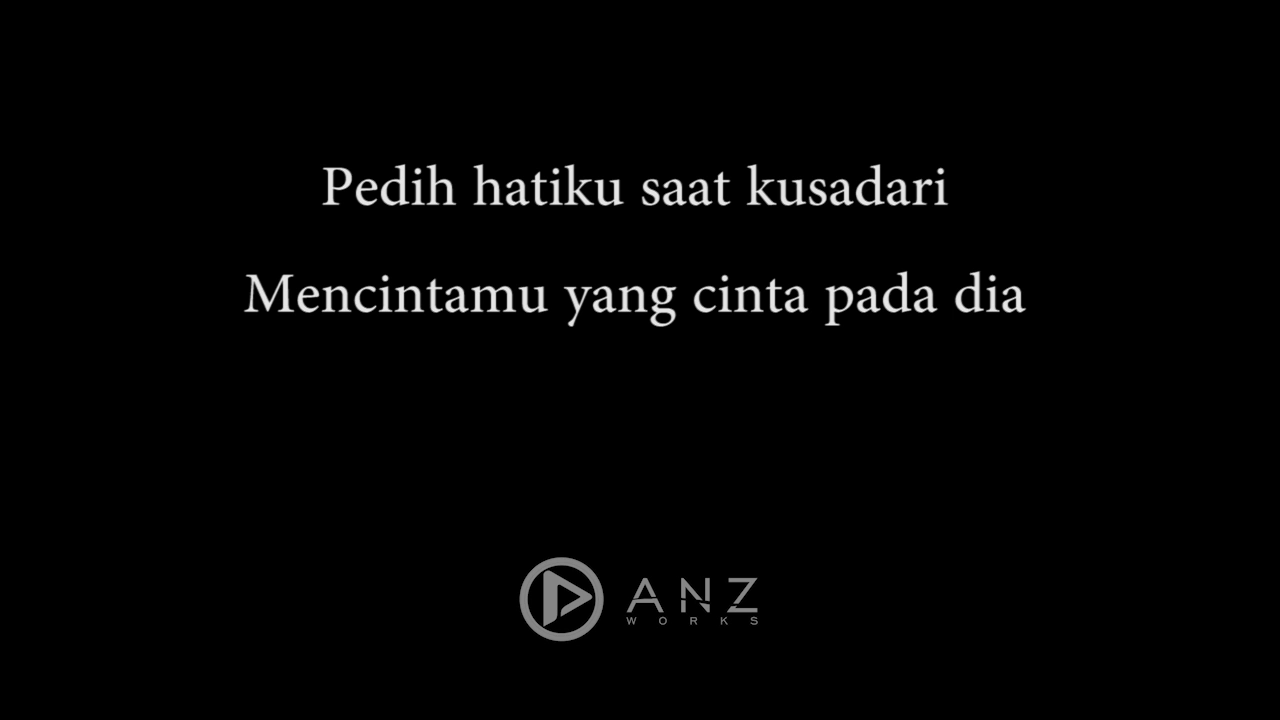 Pedih hatiku saat kusadari
Mencintamu yang cinta pada dia
ANZ
WORKS